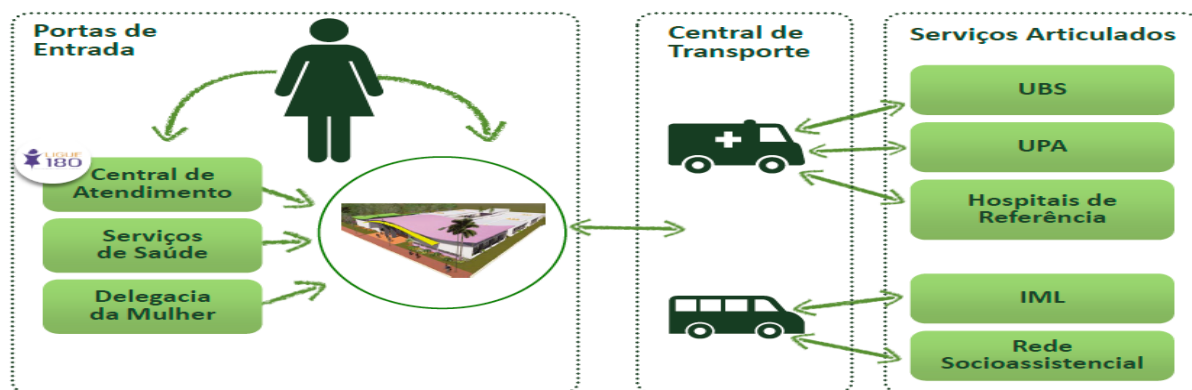 Portas de
Entrada
LIGUE
180
Central de
Atendimento
Serviços
de Saúde
Delegacia
da Mulher
Central de
Transporte
Serviços Articulados
UBS
UPA
Hospitais de
Referência
IML
Rede
Socioassistencial